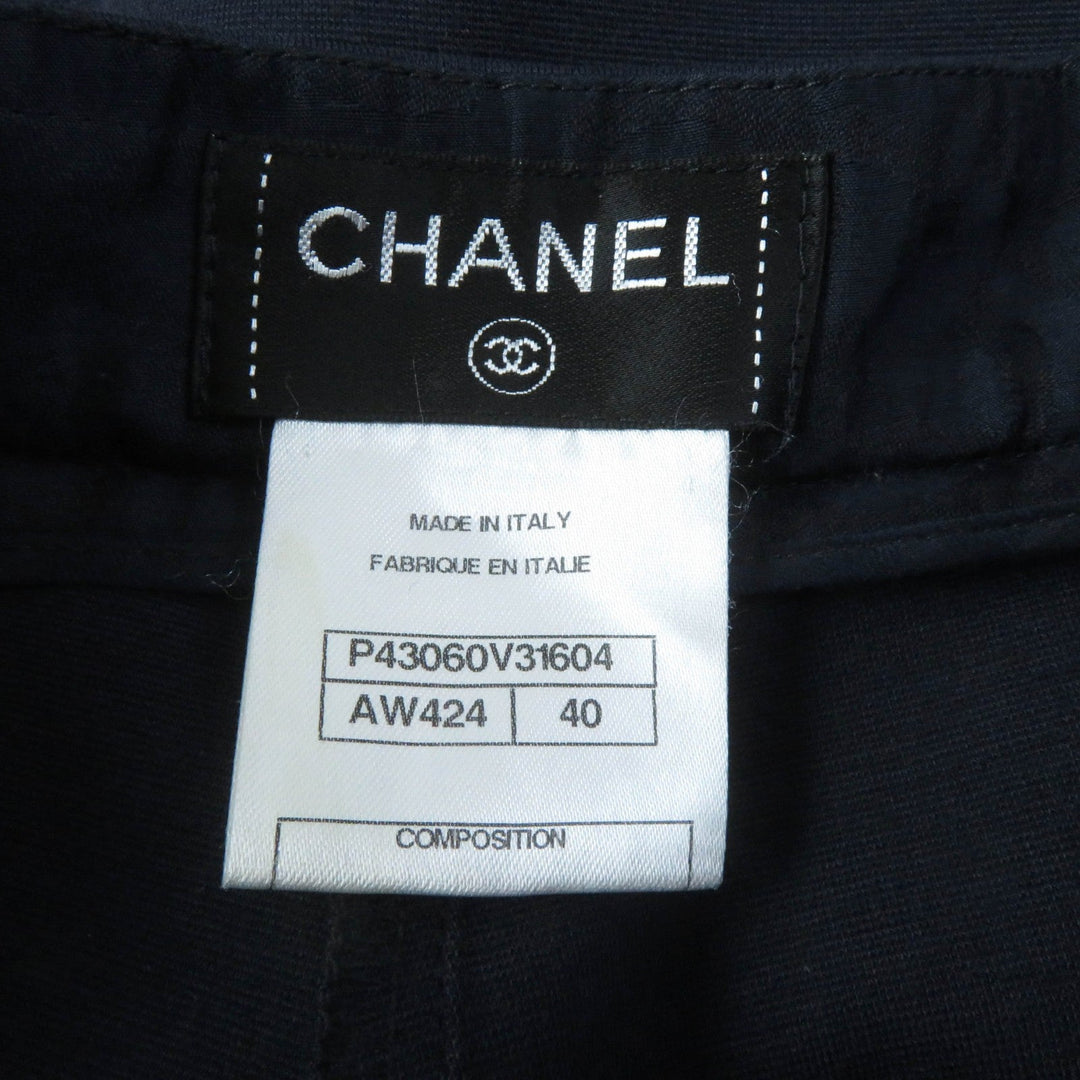 CHANEL
MADE IN ITALY
FABRIQUE EN ITALIE
P43060V31604
AW424 40
COMPOSITION